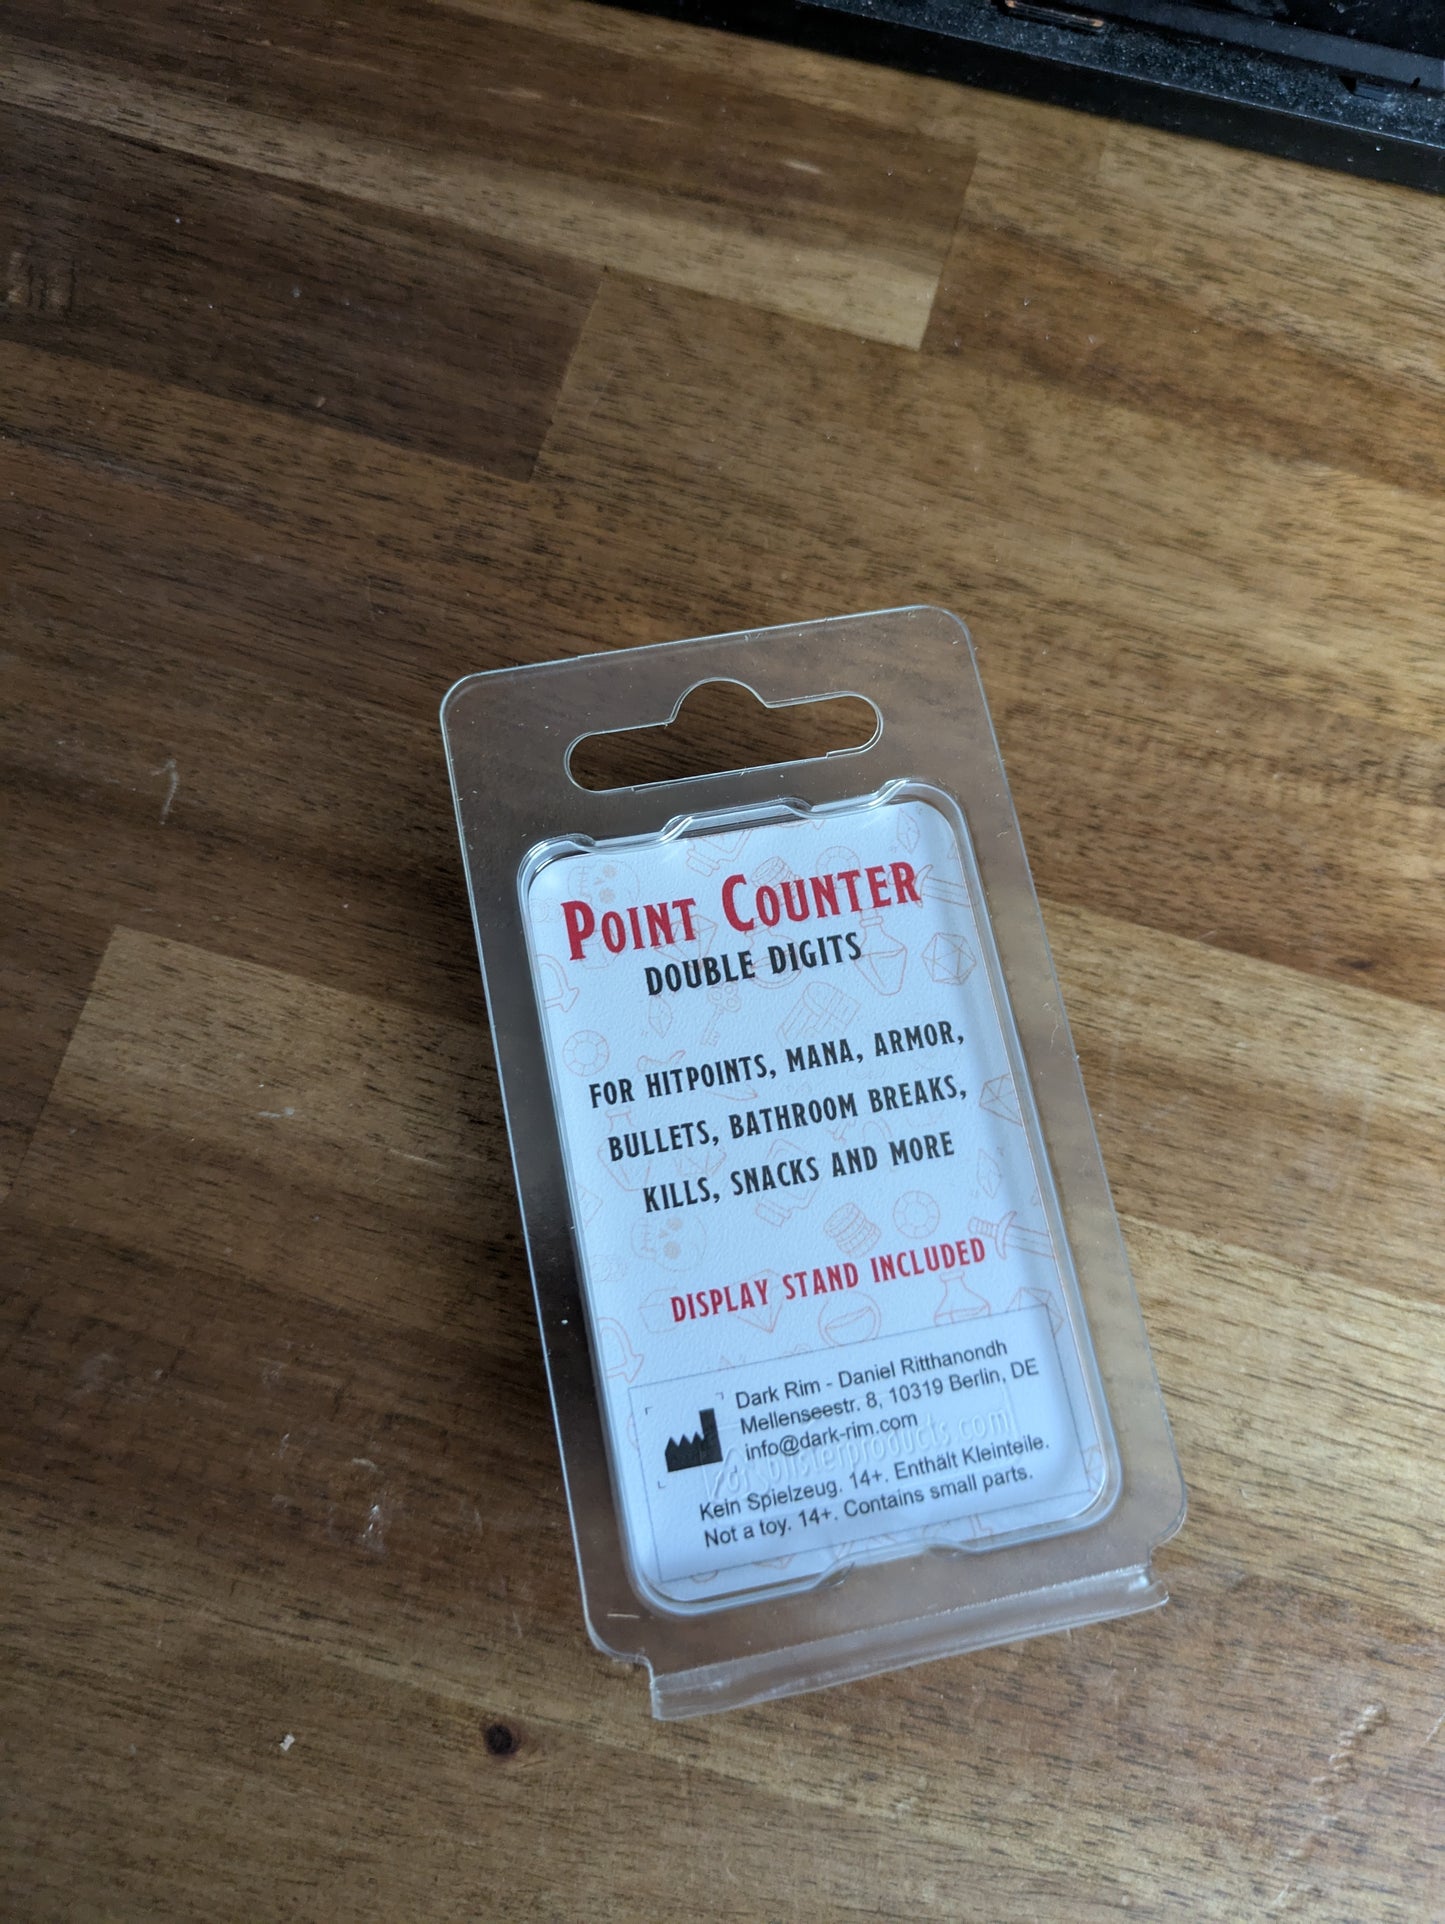 POINT COUNTER
DOUBLE DIGITS
FOR HITPOINTS, MANA, ARMOR,
BULLETS, BATHROOM BREAKS,
KILLS, SNACKS AND MORE
DISPLAY STAND INCLUDED
Dark Rim - Daniel Ritthanondh
Mellenseestr. 8, 10319 Berlin, DE
info@dark-rim.com
blisterproducts.com
Kein Spielzeug. 14+. Enthält Kleinteile.
Not a toy. 14+. Contains small parts.